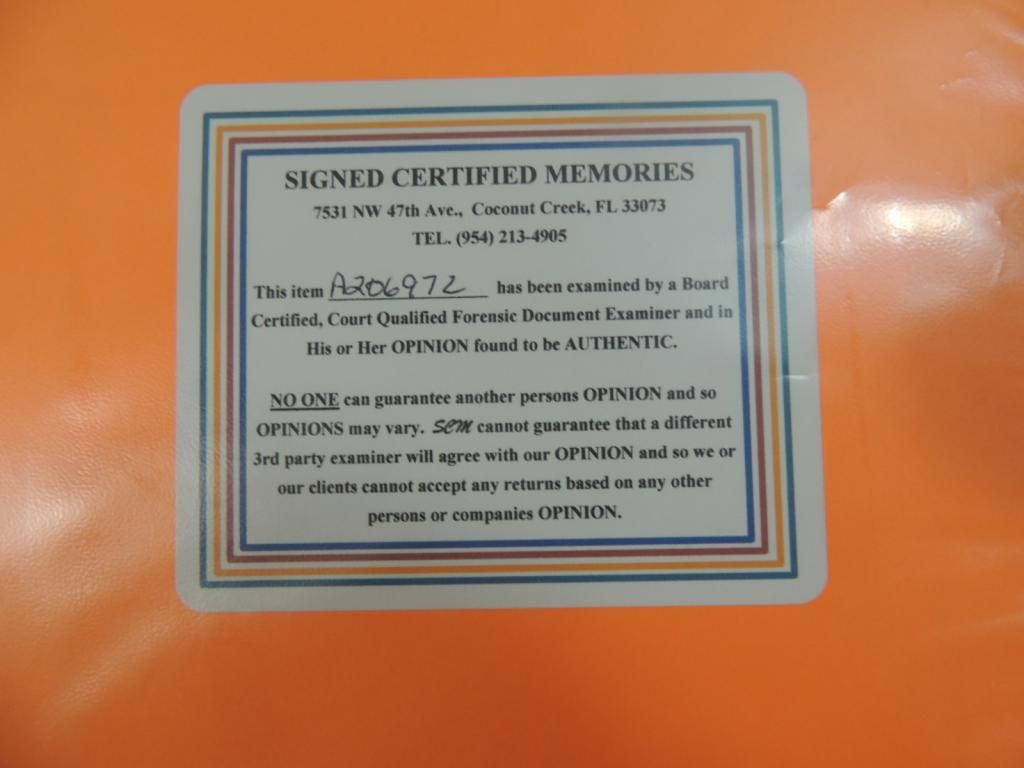 SIGNED CERTIFIED MEMORIES
7531 NW 47th Ave., Coconut Creek, FL 33073
TEL. (954) 213-4905
This item A206972 has been examined by a Board
Certified, Court Qualified Forensic Document Examiner and in
His or Her OPINION found to be AUTHENTIC.
NO ONE can guarantee another persons OPINION and so
OPINIONS may vary. SCM cannot guarantee that a different
3rd party examiner will agree with our OPINION and so we or
our clients cannot accept any returns based on any other
persons or companies OPINION.